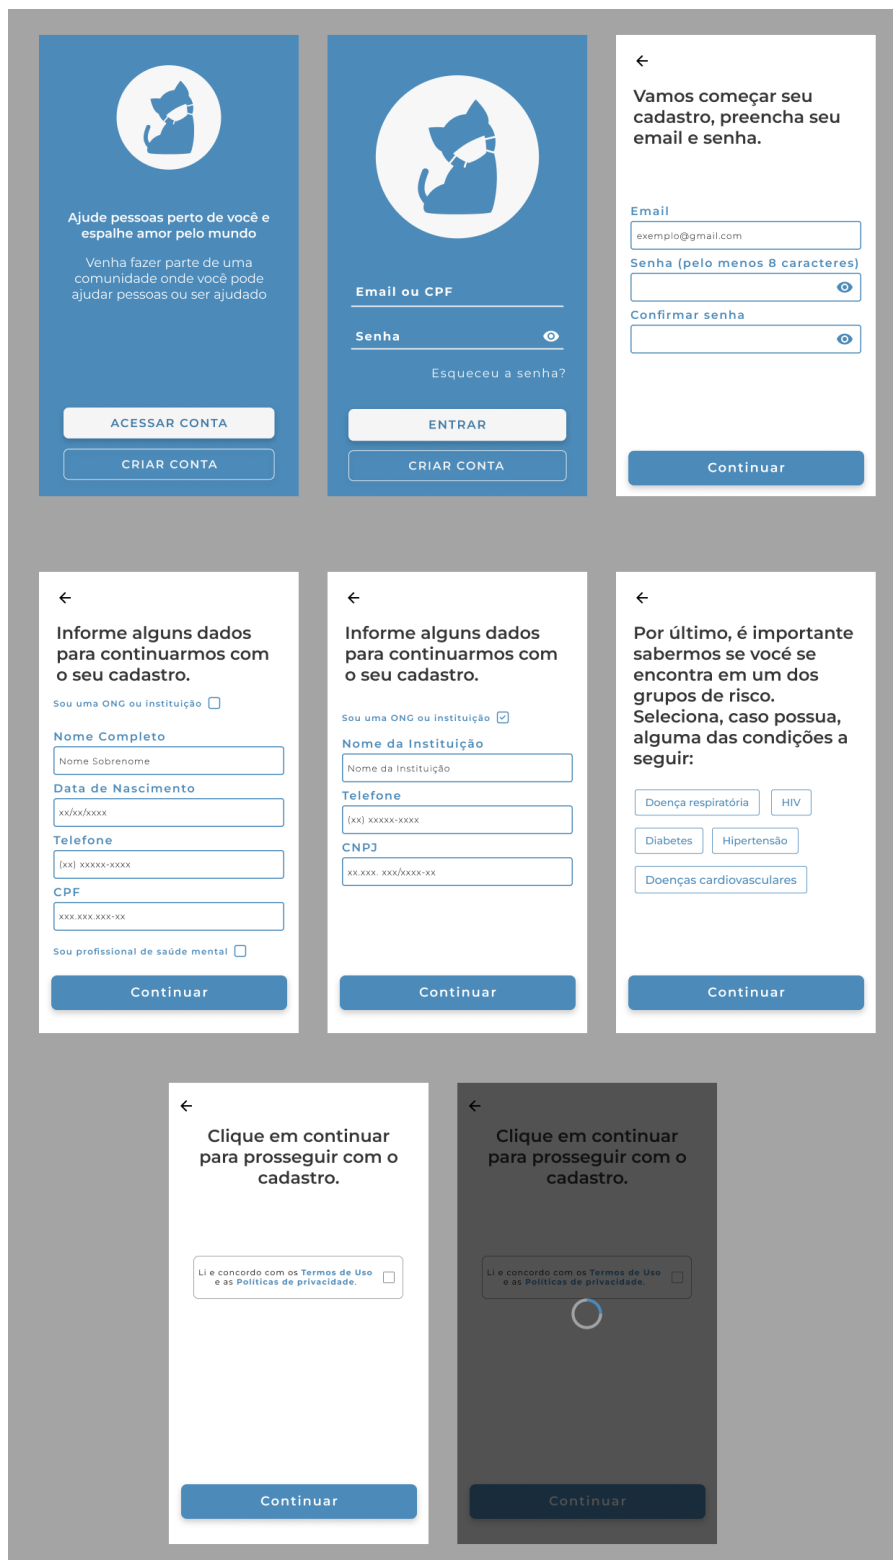 Ajude pessoas perto de você e
espalhe amor pelo mundo
Venha fazer parte de uma
comunidade onde você pode
ajudar pessoas ou ser ajudado
ACESSAR CONTA
CRIAR CONTA
Email ou CPF
Senha
Esqueceu a senha?
ENTRAR
CRIAR CONTA
Vamos começar seu
cadastro, preencha seu
email e senha.
Email
exemplo@gmail.com
Senha (pelo menos 8 caracteres)
Confirmar senha
Continuar
Informe alguns dados
para continuarmos com
o seu cadastro.
Sou uma ONG ou instituição
Nome Completo
Nome Sobrenome
Data de Nascimento
xx/xx/xxxx
Telefone
(xx) xxxxx-xxxx
CPF
xxx.xxx.xxx-xx
Sou profissional de saúde mental
Continuar
Informe alguns dados
para continuarmos com
o seu cadastro.
Sou uma ONG ou instituição
Nome da Instituição
Nome da Instituição
Telefone
(xx) xxxxx-xxxx
CNPJ
xx.xxx. xxx/xxxx-xx
Continuar
Por último, é importante
sabermos se vocé se
encontra em um dos
grupos de risco.
Seleciona, caso possua,
alguma das condições a
seguir:
Doença respiratória
HIV
Diabetes
Hipertensão
Doenças cardiovasculares
Continuar
Clique em continuar
para prosseguir com o
cadastro.
Li e concordo com os Termos de Uso
e as Políticas de privacidade.
Continuar
Clique em continuar
para prosseguir com o
cadastro.
Li e concordo com os Termos de Uso
e as Políticas de privacidade.
Continuar